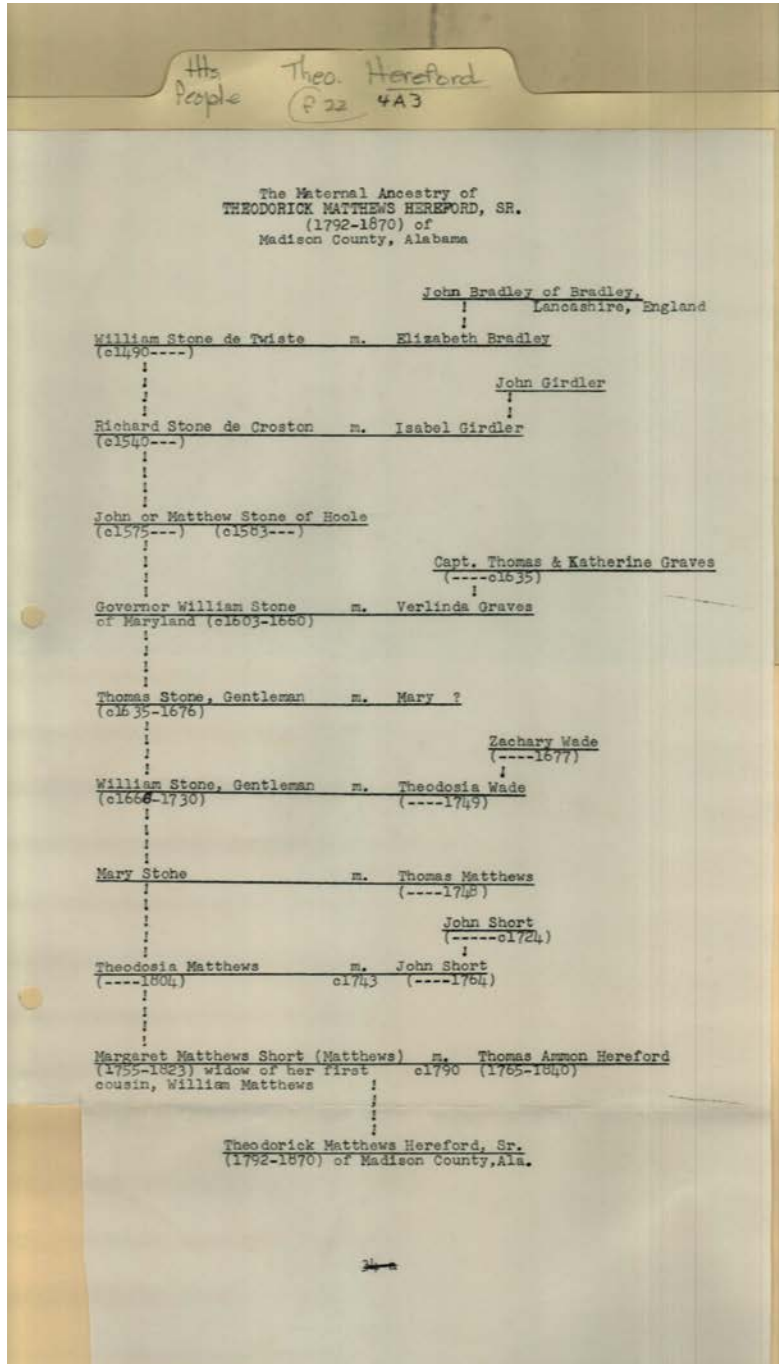 Hts Theo. Hereford
People P 22 4A3
The Maternal Ancestry of
THEODORICK MATTHEWS HEREFORD, SR.
(1792-1870) of
Madison County, Alabama
John Bradley of Bradley,
Lancashire, England
William Stone de Twiste m. Elizabeth Bradley
(c1490----)
John Girdler
Richard Stone de Croston m. Isabel Girdler
(c1540---)
John or Matthew Stone of Hoole
(c1575---) (c1583---)
Capt. Thomas & Katherine Graves
(----c1635)
Governor William Stone m. Verlinda Graves
of Maryland (c1603-1660)
Thomas Stone, Gentleman m. Mary ?
(c1635-1676)
Zachary Wade
(----1677)
William Stone, Gentleman m. Theodosia Wade
(c1666-1730) (----1749)
Mary Stone m. Thomas Matthews
(----1748)
John Short
(-----c1724)
Theodosia Matthews m. John Short
(----1804) c1743 (----1764)
Margaret Matthews Short (Matthews) m. Thomas Ammon Hereford
(1755-1823) widow of her first c1790 (1765-1840)
cousin, William Matthews
Theodorick Matthews Hereford, Sr.
(1792-1870) of Madison County,Ala.
34-a